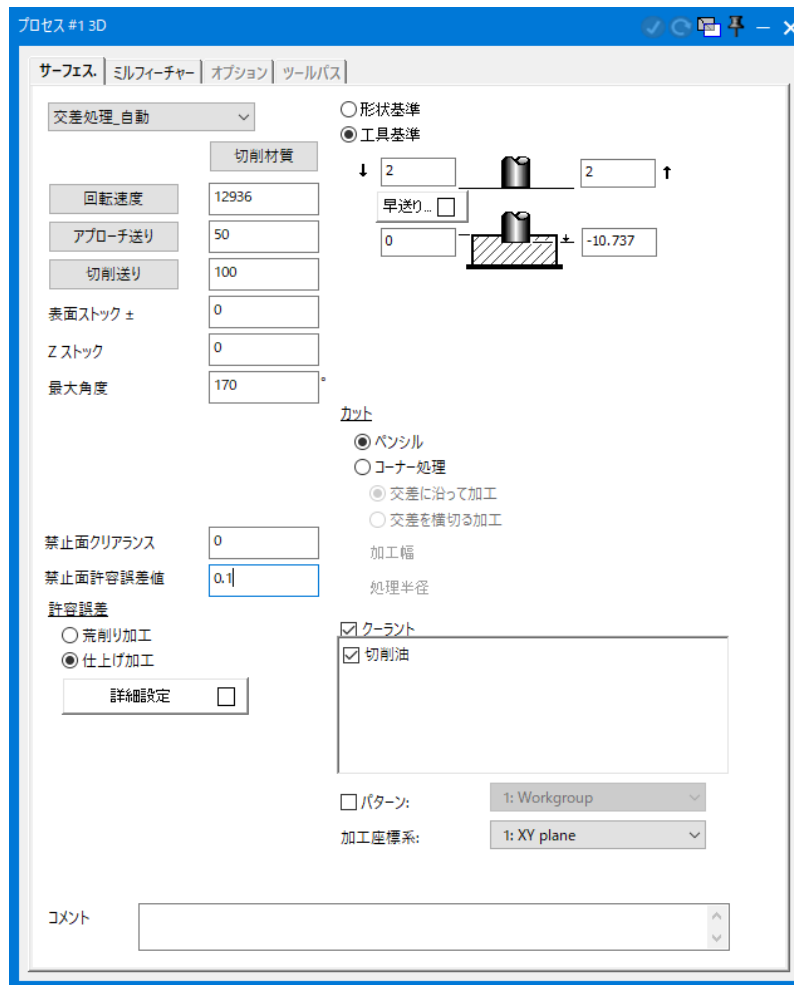 プロセス #1 3D
サーフェス.
ミルフィーチャー
オプション
ツールパス
交差処理_自動
切削材質
回転速度
12936
アプローチ送り
50
切削送り
100
表面ストック ±
0
Z ストック
0
最大角度
170
°
禁止面クリアランス
0
禁止面許容誤差値
0.1
許容誤差
荒削り加工
仕上げ加工
詳細設定
形状基準
工具基準
2
2
早送り...
0
-10.737
カット
ペンシル
コーナー処理
交差に沿って加工
交差を横切る加工
加工幅
処理半径
クーラント
切削油
パターン:
1: Workgroup
加工座標系:
1: XY plane
コメント